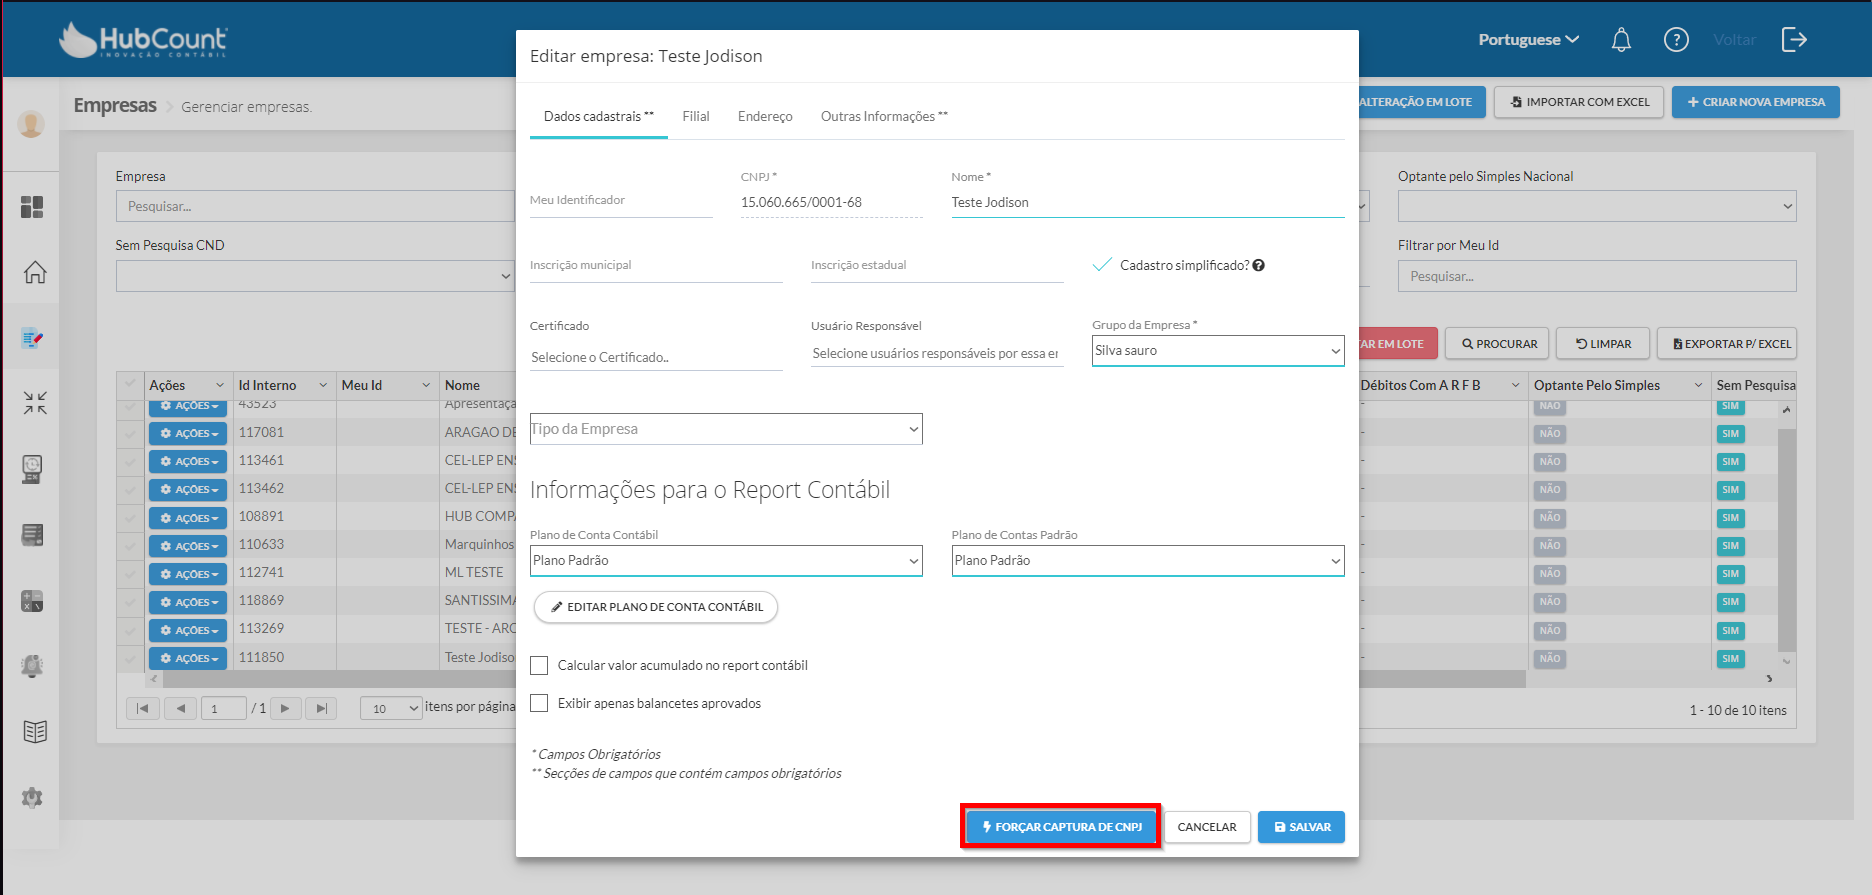 HubCount
INOVAÇÃO CONTÁBIL
Portuguese
Voltar
Empresas
Gerenciar empresas.
ALTERAÇÃO EM LOTE
IMPORTAR COM EXCEL
CRIAR NOVA EMPRESA
Empresa
Pesquisar...
Sem Pesquisa CND
Optante pelo Simples Nacional
Filtrar por Meu Id
Pesquisar...
TAR EM LOTE
PROCURAR
LIMPAR
EXPORTAR P/ EXCEL
Ações Id Interno Meu Id Nome
AÇÕES 43523 Apresentaça
AÇÕES 117081 ARAGAO DE
AÇÕES 113461 CEL-LEP ENS
AÇÕES 113462 CEL-LEP ENS
AÇÕES 108891 HUB COMPA
AÇÕES 110633 Marquinhos
AÇÕES 112741 ML TESTE
AÇÕES 118869 SANTISSIMA
AÇÕES 113269 TESTE - ARC
AÇÕES 111850 Teste Jodiso
Débitos Com A R F B Optante Pelo Simples Sem Pesquisa
- NÃO SIM
- NÃO SIM
- NÃO SIM
- NÃO SIM
- NÃO SIM
- NÃO SIM
- NÃO SIM
- NÃO SIM
- NÃO SIM
- NÃO SIM
1 / 1
10 itens por página
1 - 10 de 10 itens
Editar empresa: Teste Jodison
Dados cadastrais **
Filial
Endereço
Outras Informações **
Meu Identificador
CNPJ *
15.060.665/0001-68
Nome *
Teste Jodison
Inscrição municipal
Inscrição estadual
Cadastro simplificado?
Certificado
Selecione o Certificado..
Usuário Responsável
Selecione usuários responsáveis por essa er
Grupo da Empresa *
Silva sauro
Tipo da Empresa
Informações para o Report Contábil
Plano de Conta Contábil
Plano Padrão
Plano de Contas Padrão
Plano Padrão
EDITAR PLANO DE CONTA CONTÁBIL
Calcular valor acumulado no report contábil
Exibir apenas balancetes aprovados
* Campos Obrigatórios
** Secções de campos que contém campos obrigatórios
FORÇAR CAPTURA DE CNPJ
CANCELAR
SALVAR